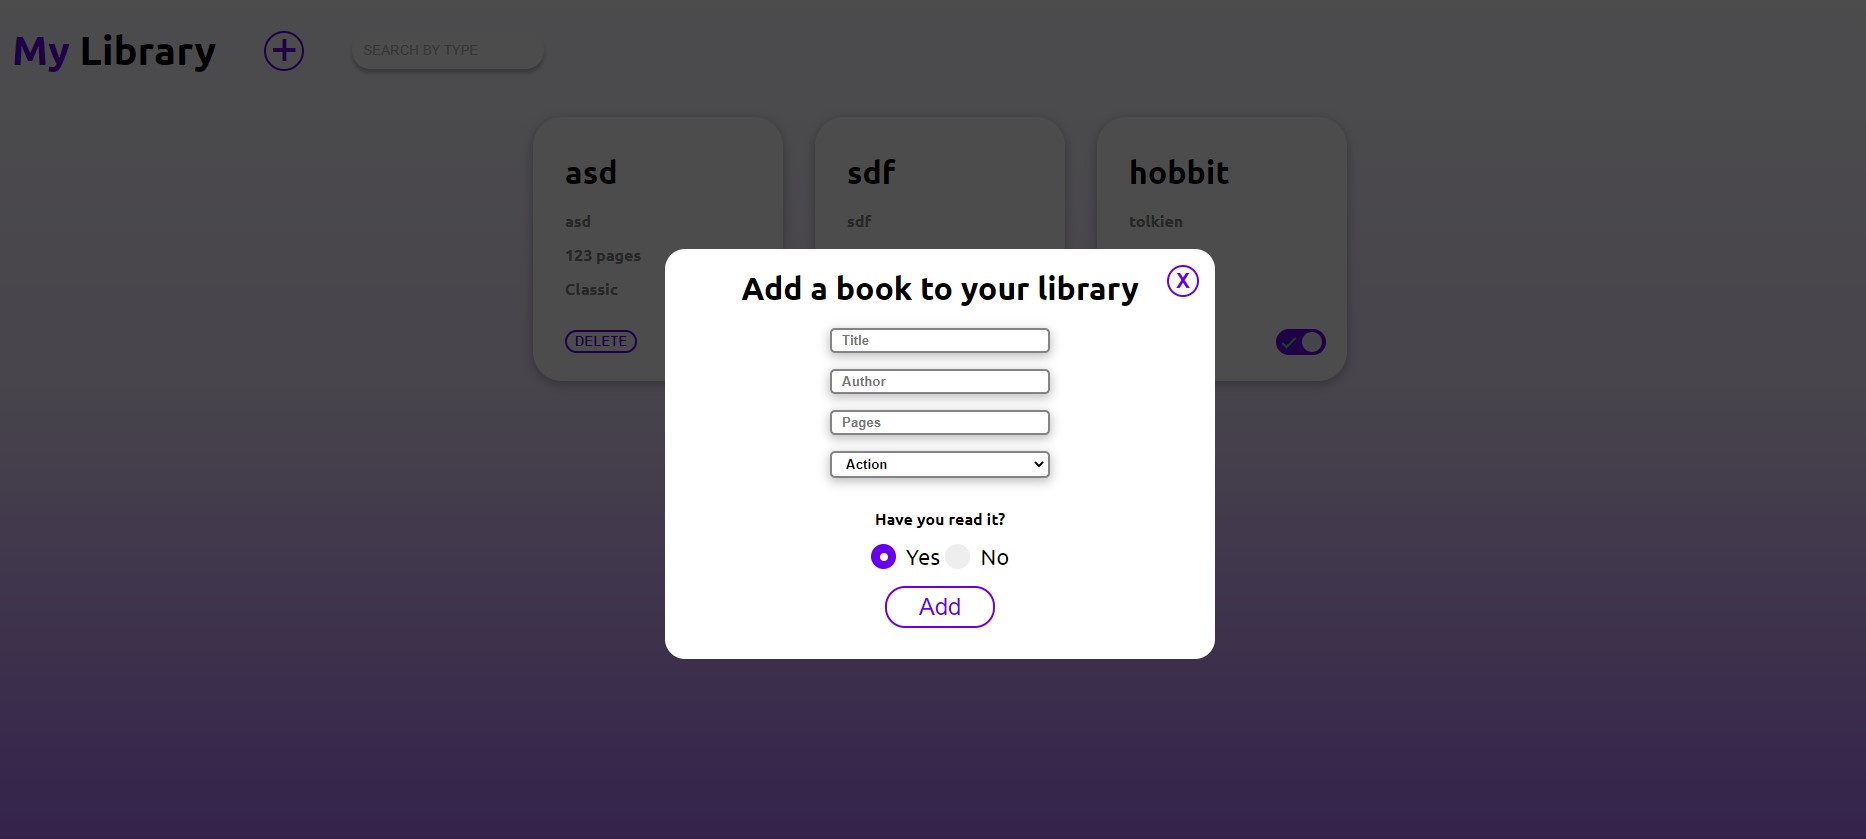 My Library
SEARCH BY TYPE
asd
asd
123 pages
Classic
DELETE
sdf
sdf
hobbit
tolkien
Add a book to your library
X
Title
Author
Pages
Action
Have you read it?
Yes No
Add